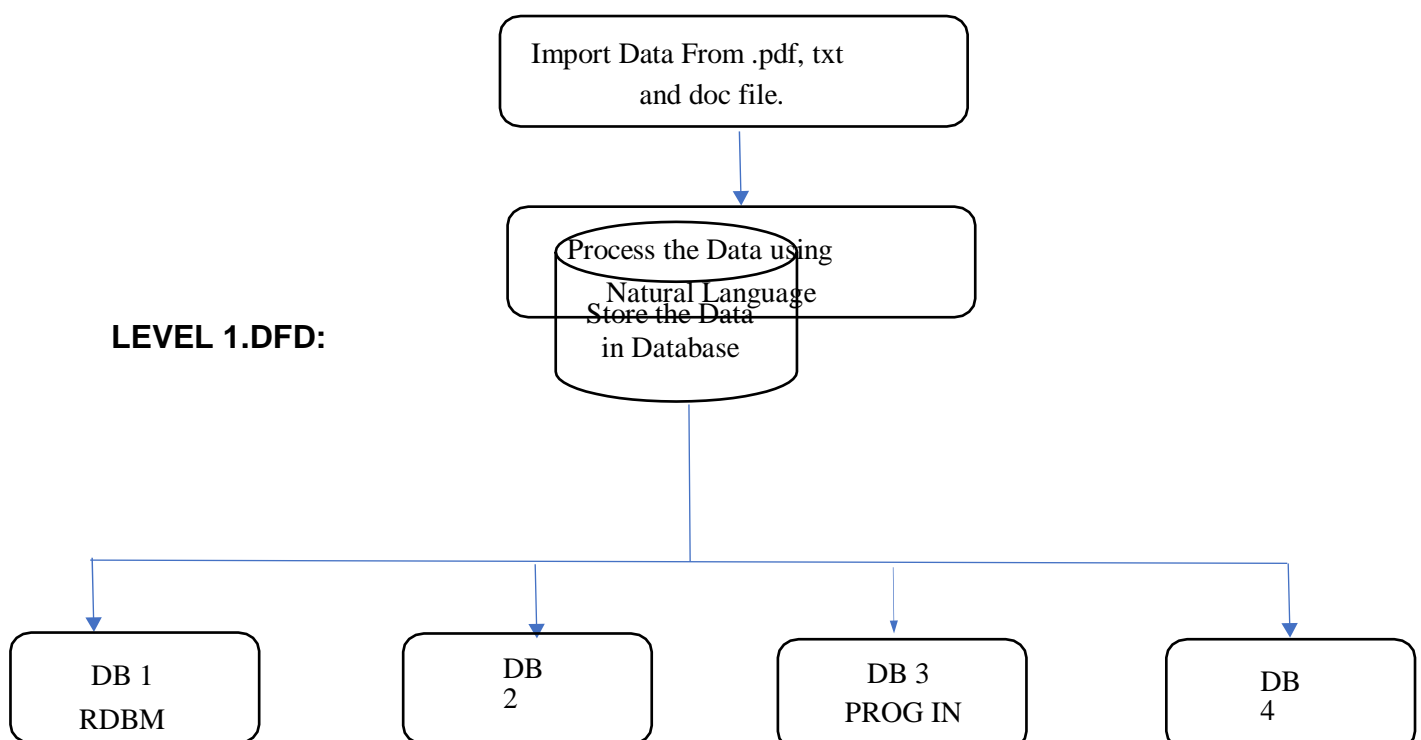 Import Data From .pdf, txt
and doc file.
Process the Data using
Natural Language
Store the Data
in Database
LEVEL 1.DFD:
DB 1
RDBM
DB
2
DB 3
PROG IN
DB
4